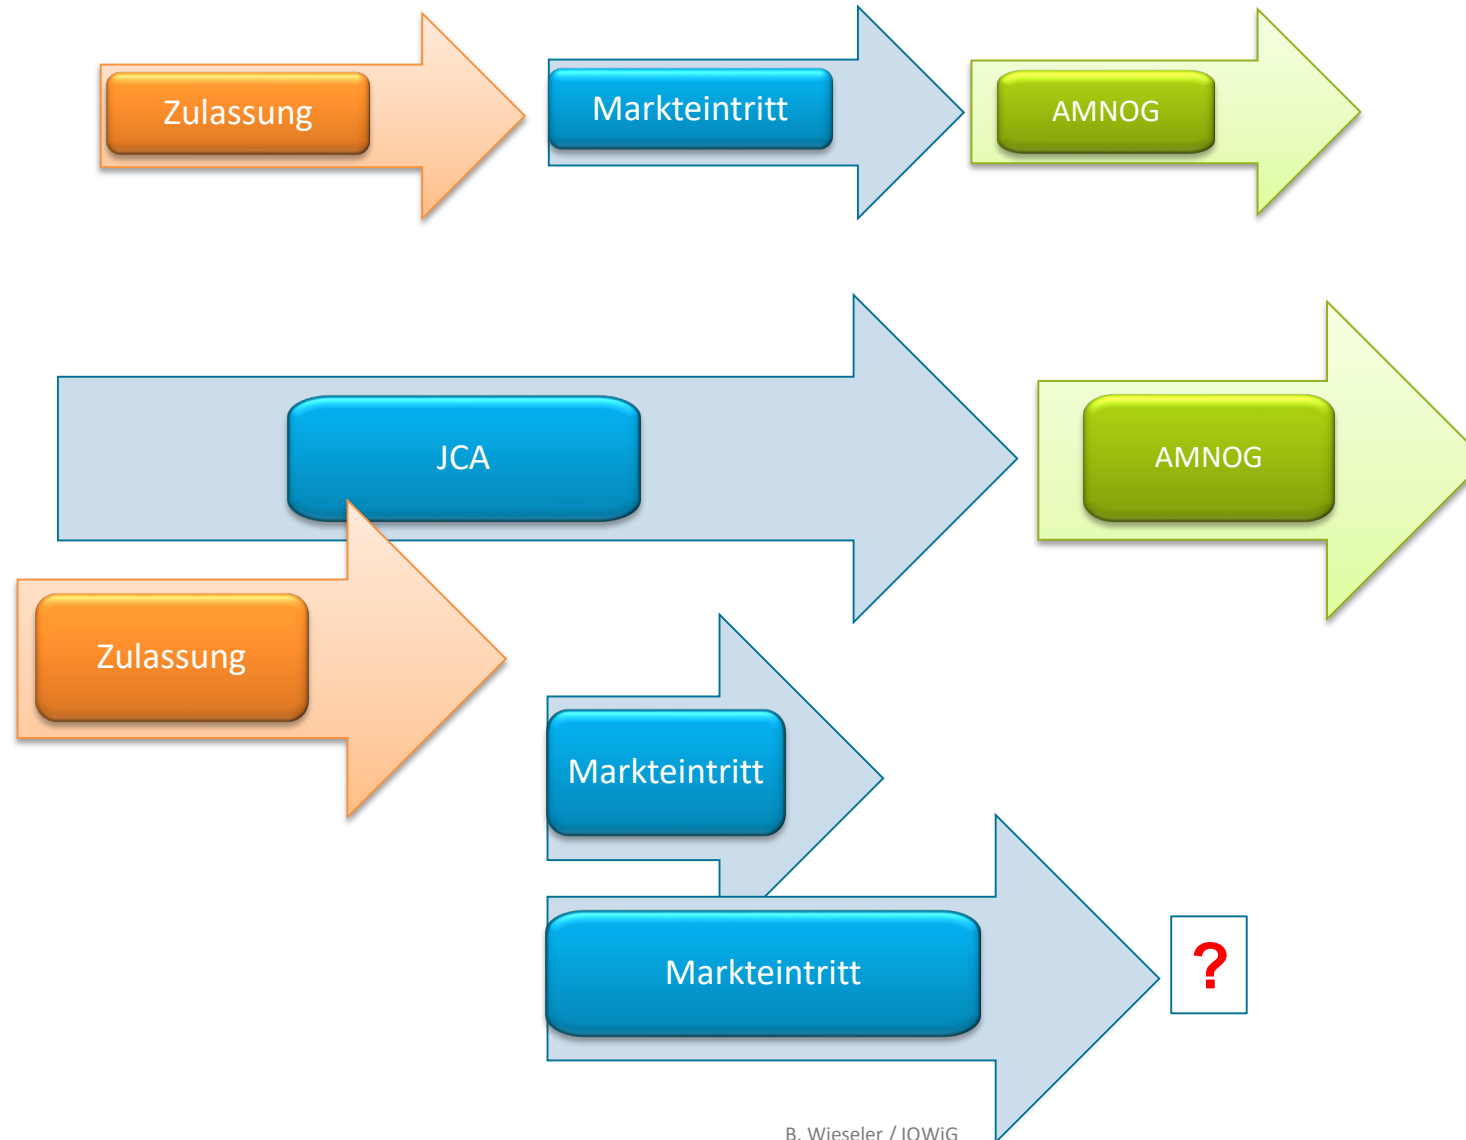 Zulassung
Markteintritt
AMNOG
JCA
AMNOG
Zulassung
Markteintritt
Markteintritt
?
B. Wieseler / IQWiG